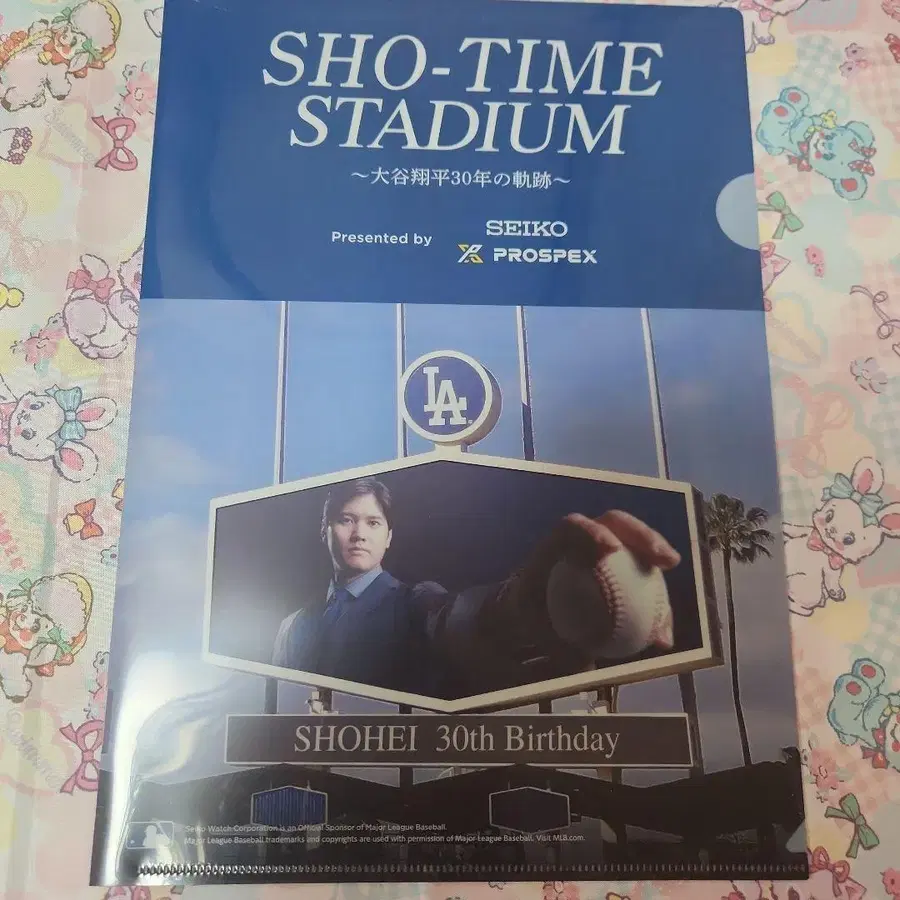 SHO-TIME
STADIUM
～大谷翔平30年の軌跡～
Presented by
SEIKO
PROSPEX
LA
SHOHEI 30th Birthday
Seiko Watch Corporation is an Official Sponsor of Major League Baseball.
Major League Baseball trademarks and copyrights are used with permission of Major League Baseball. Visit MLB.com.